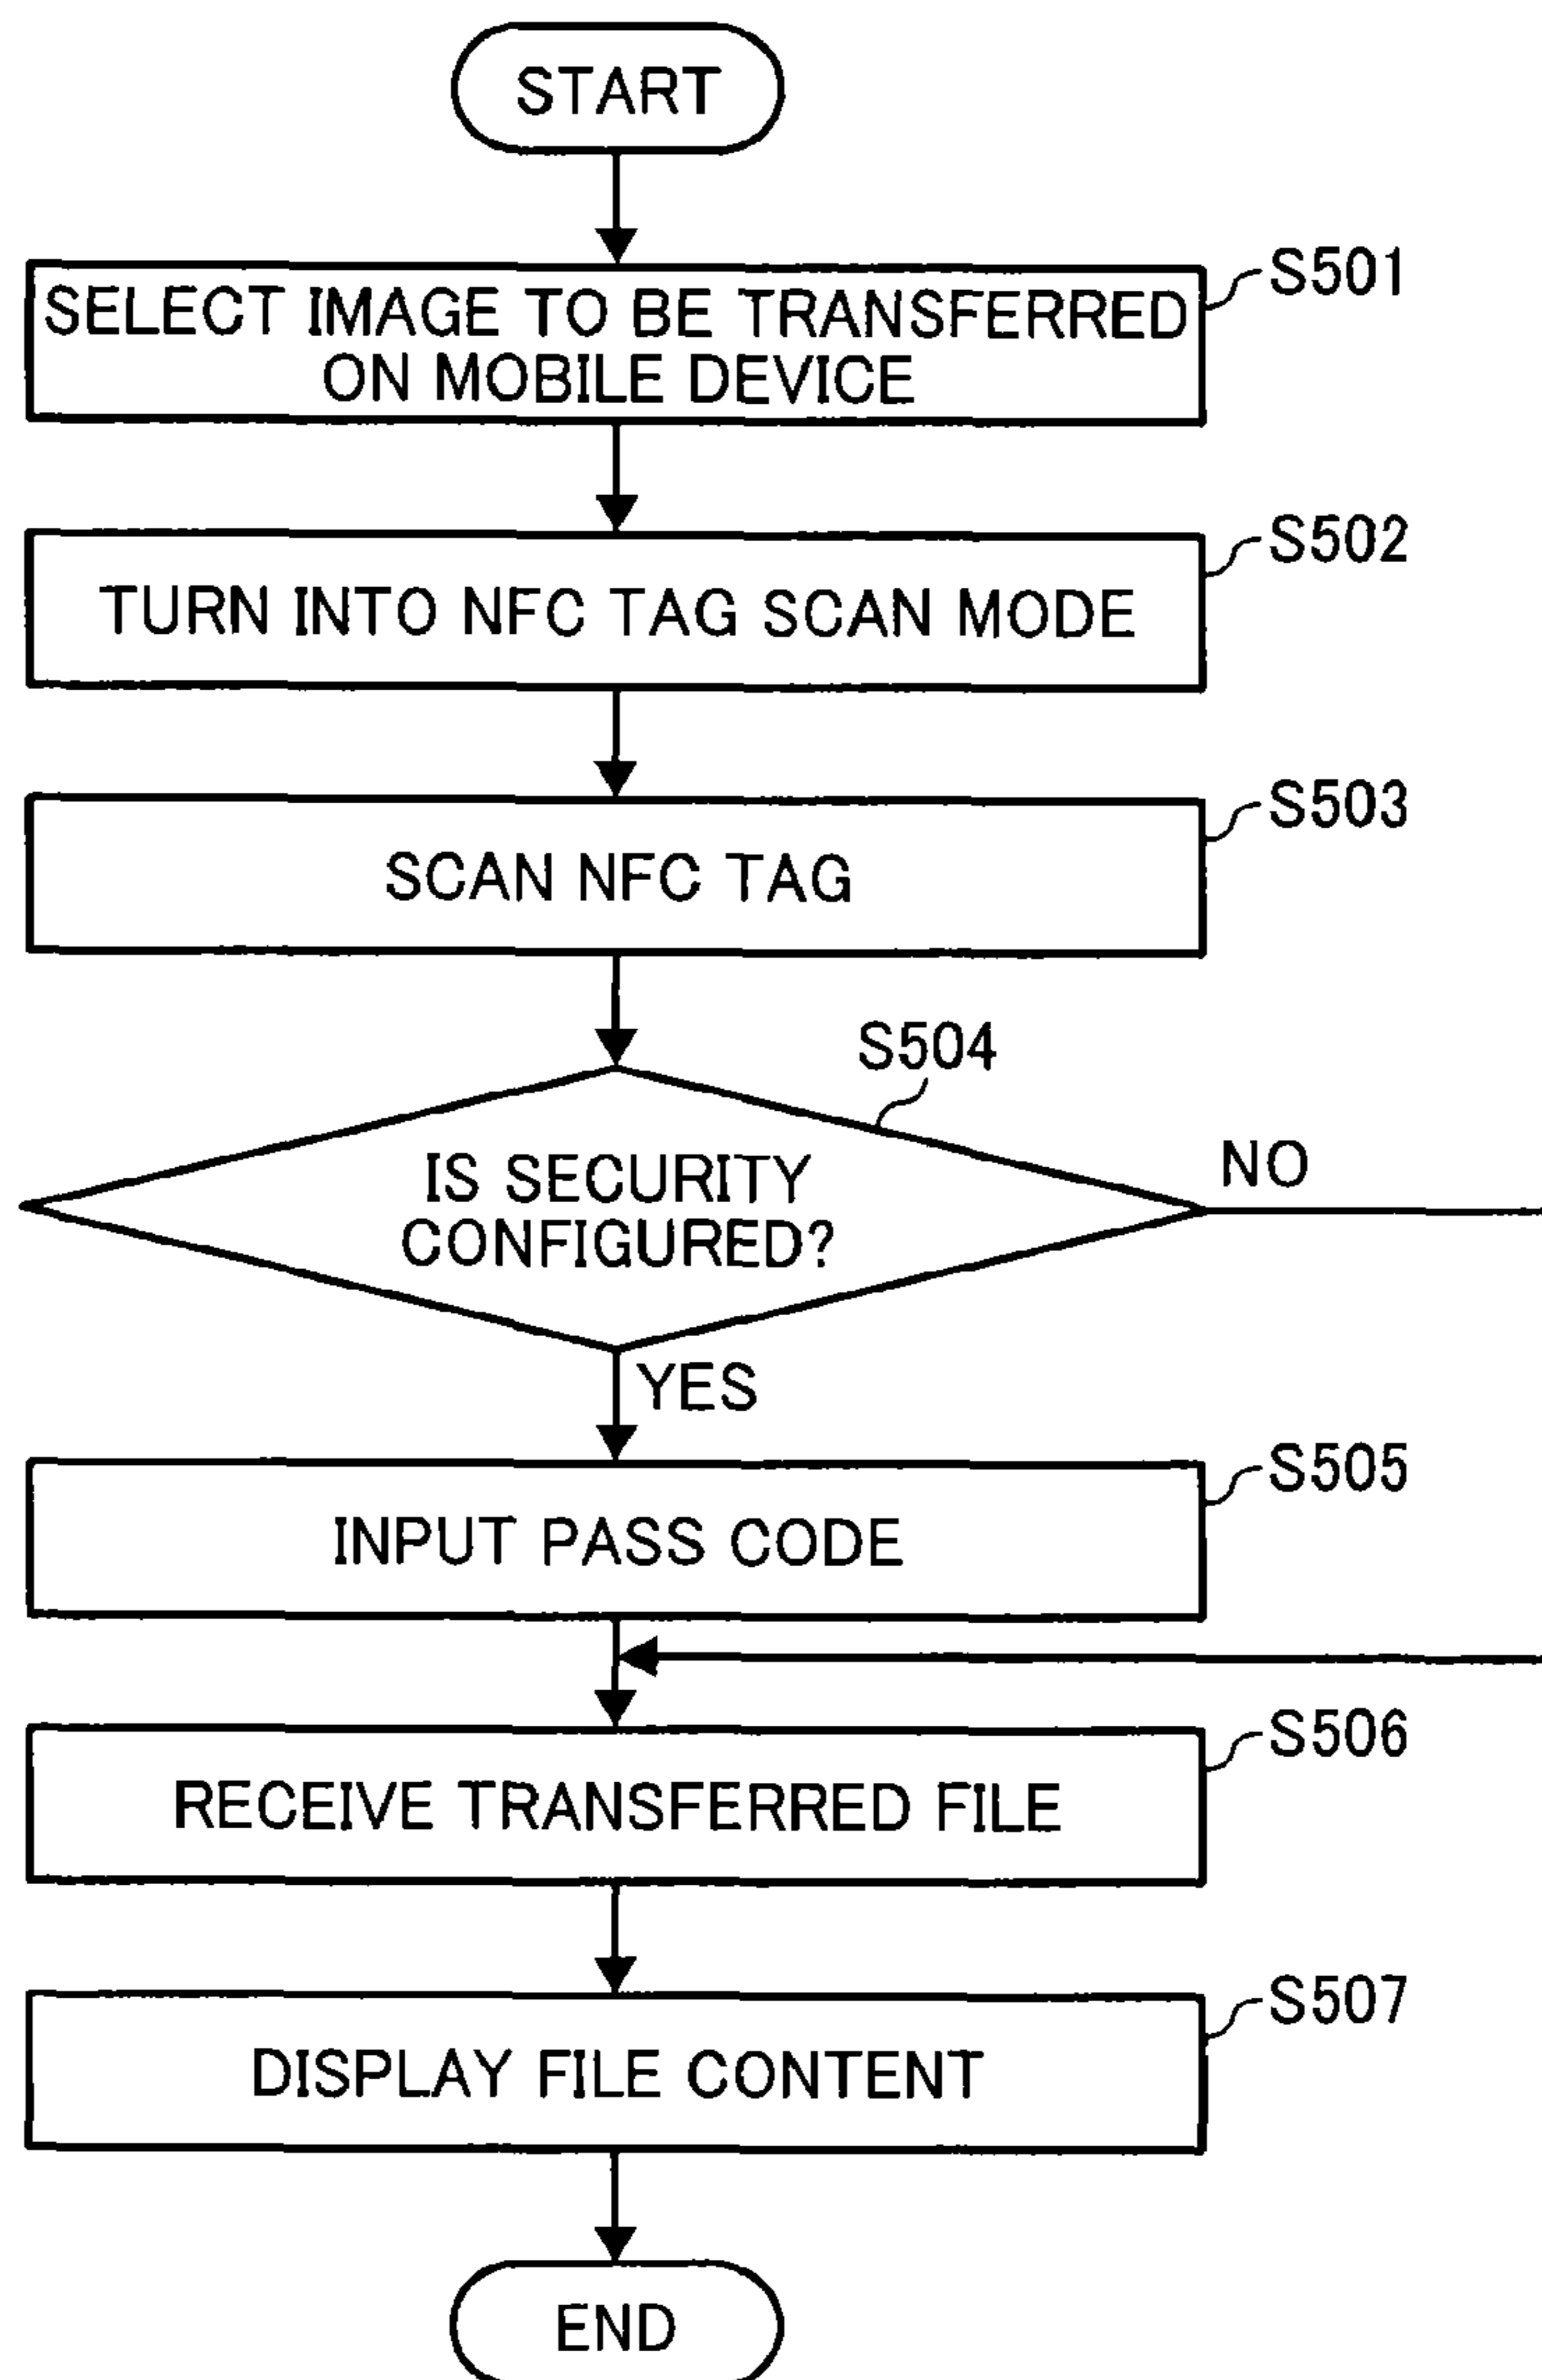 START
S501
SELECT IMAGE TO BE TRANSFERRED
ON MOBILE DEVICE
S502
TURN INTO NFC TAG SCAN MODE
S503
SCAN NFC TAG
S504
IS SECURITY
CONFIGURED?
NO
YES
S505
INPUT PASS CODE
S506
RECEIVE TRANSFERRED FILE
S507
DISPLAY FILE CONTENT
END